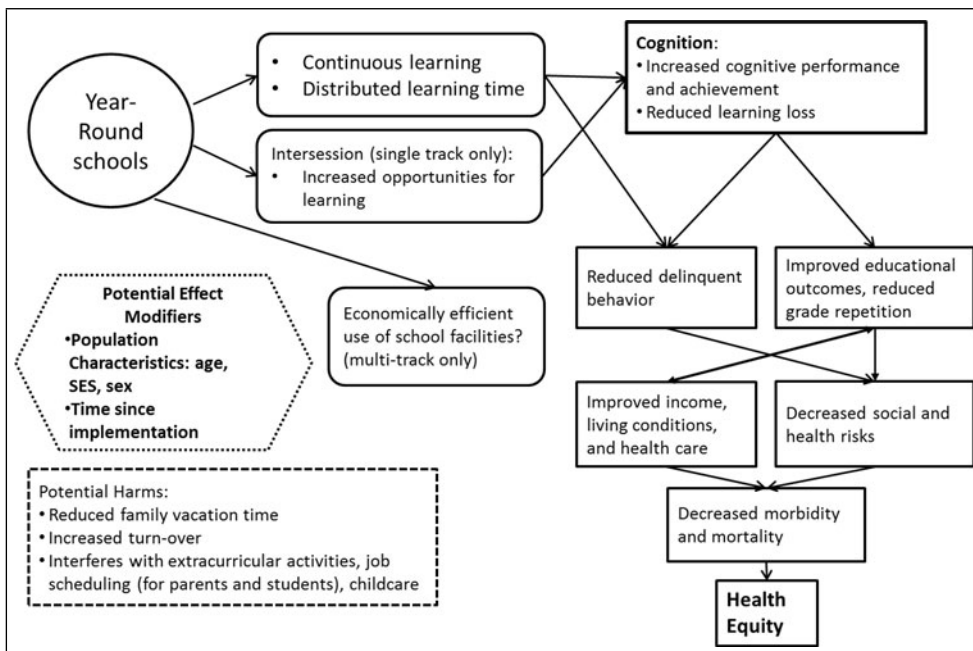 Year-
Round
schools
• Continuous learning
• Distributed learning time
Intersession (single track only):
• Increased opportunities for
learning
Economically efficient
use of school facilities?
(multi-track only)
Cognition:
• Increased cognitive performance
and achievement
• Reduced learning loss
Reduced delinquent
behavior
Improved educational
outcomes, reduced
grade repetition
Improved income,
living conditions,
and health care
Decreased social and
health risks
Decreased morbidity
and mortality
Health
Equity
Potential Effect
Modifiers
•Population
Characteristics: age,
SES, sex
•Time since
implementation
Potential Harms:
• Reduced family vacation time
• Increased turn-over
• Interferes with extracurricular activities, job
scheduling (for parents and students), childcare